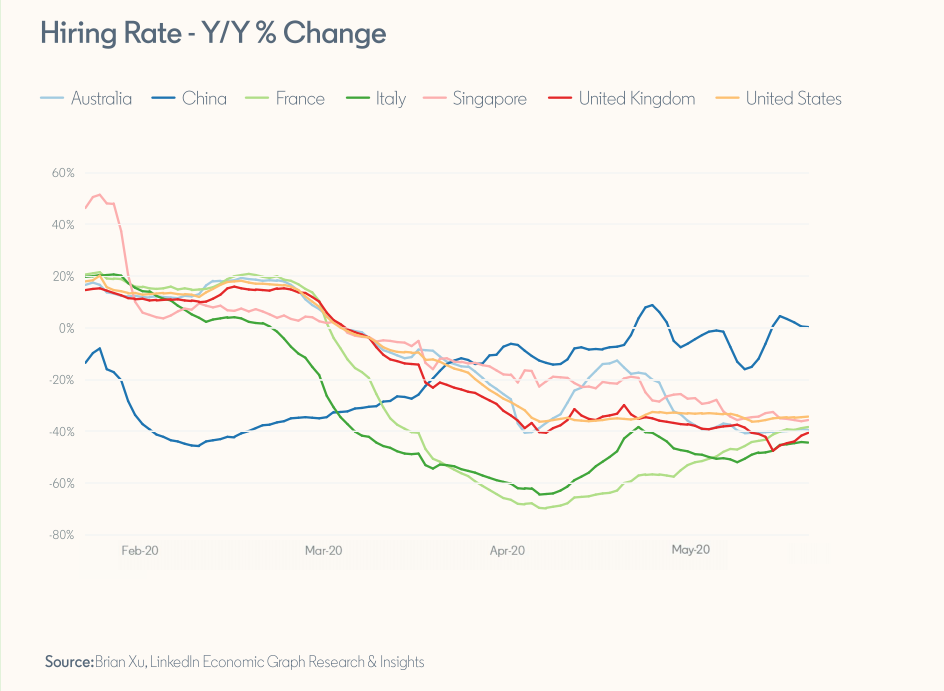 Hiring Rate - Y/Y % Change
Australia China France Italy Singapore United Kingdom United States
60%
40%
20%
0%
-20%
-40%
-60%
-80%
Feb-20 Mar-20 Apr-20 May-20
Source:Brian Xu, LinkedIn Economic Graph Research & Insights